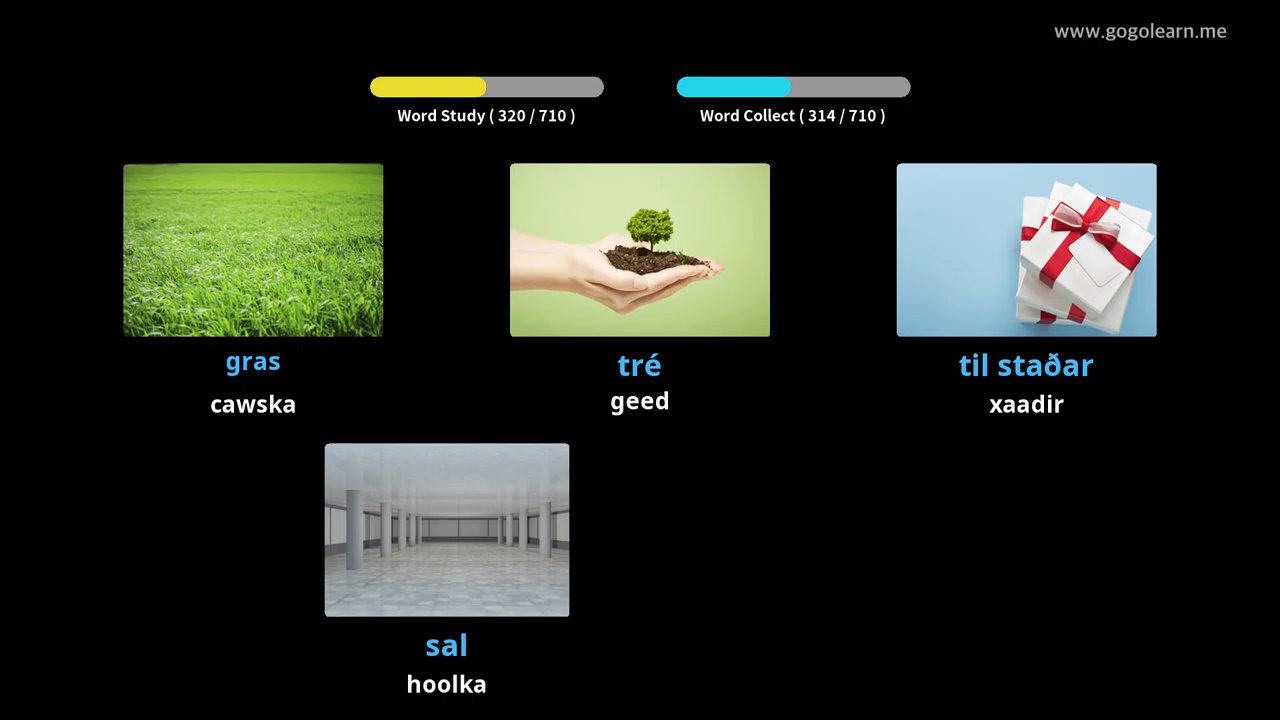 www.gogolearn.me
Word Study ( 320 / 710 )
Word Collect ( 314 / 710 )
gras
cawska
tré
geed
til staðar
xaadir
sal
hoolka